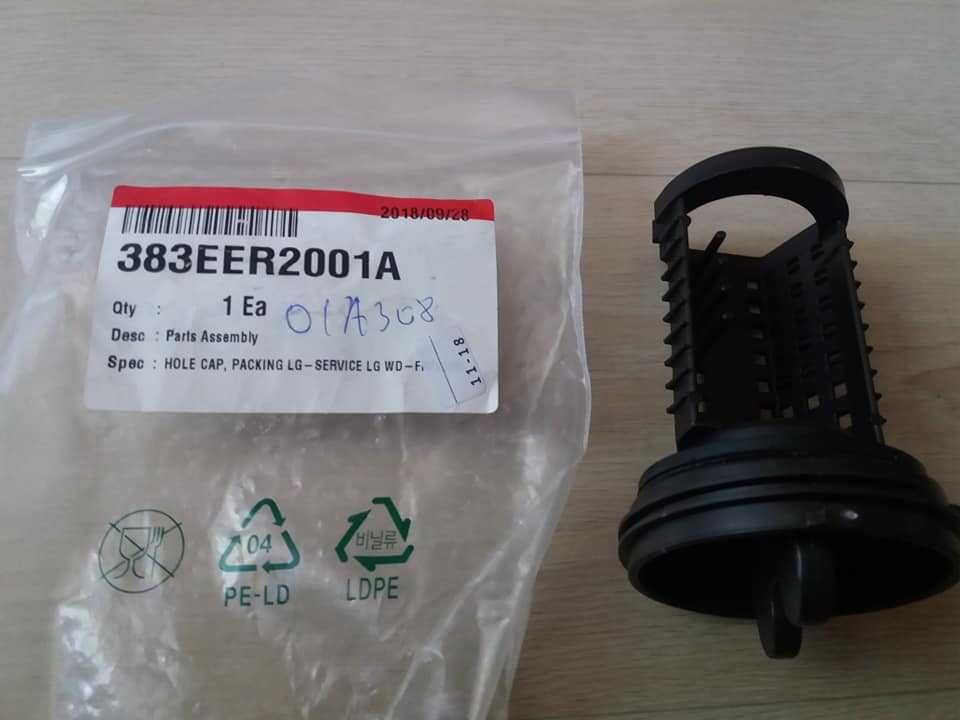 2018/09/28
383EER2001A
Qty : 1 Ea
01A308
Desc : Parts Assembly
Spec : HOLE CAP, PACKING LG-SERVICE LG WD-F
11-18
04
PE-LD
비닐류
LDPE